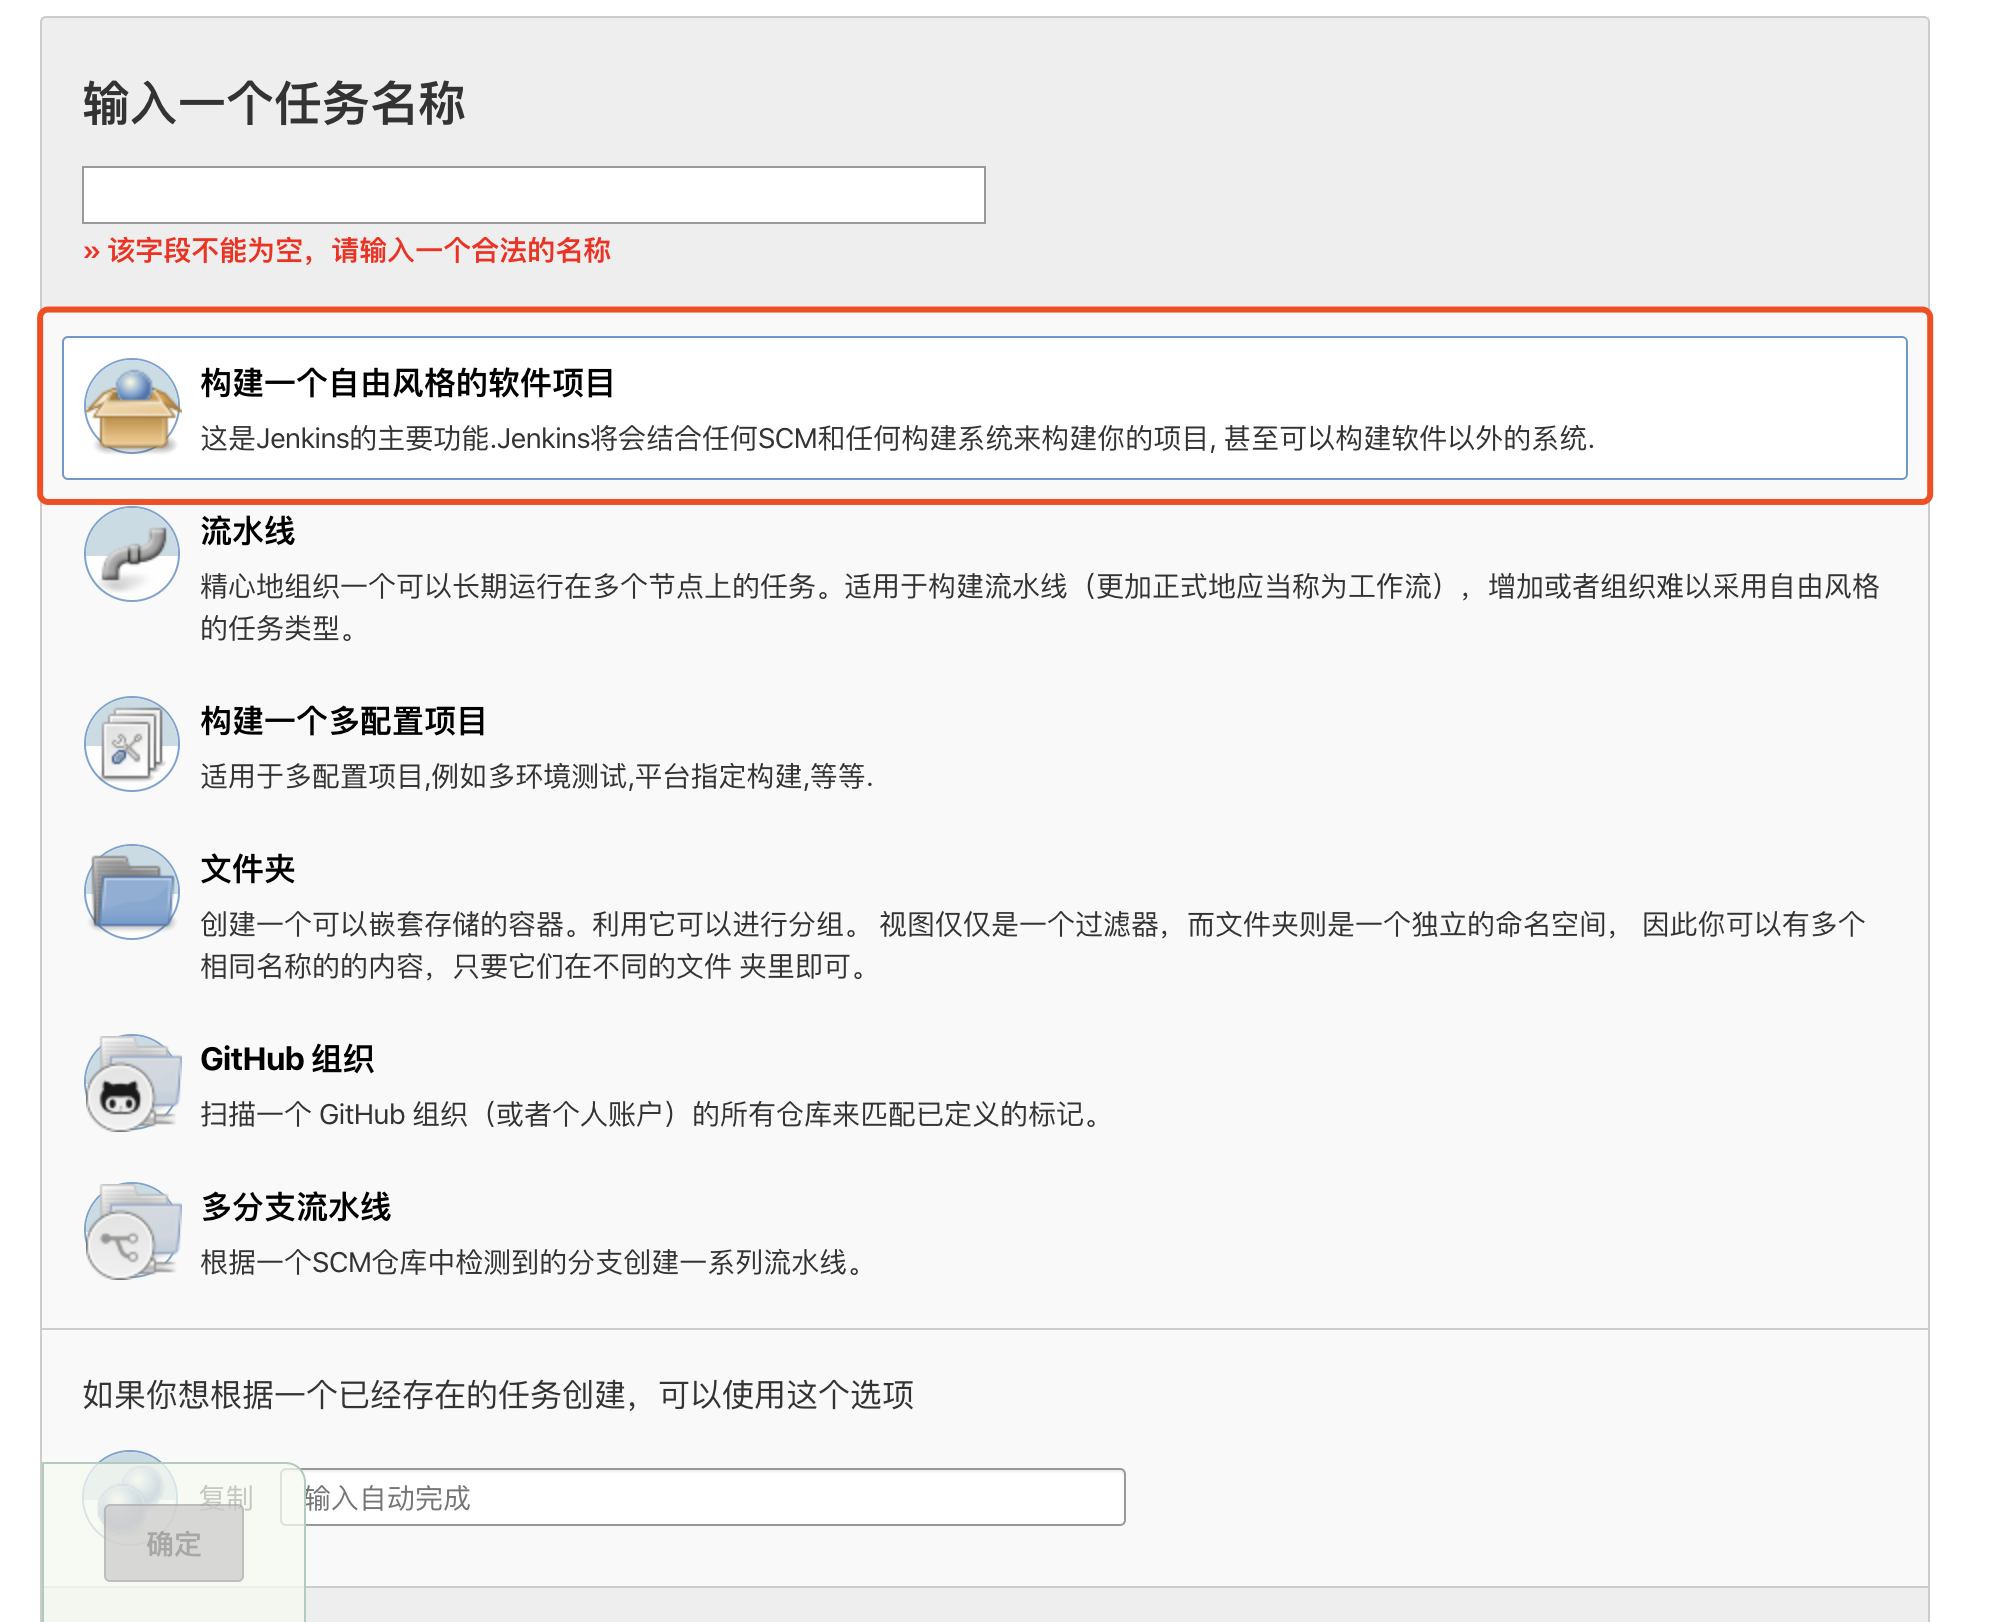 输入一个任务名称
» 该字段不能为空，请输入一个合法的名称
构建一个自由风格的软件项目
这是Jenkins的主要功能.Jenkins将会结合任何SCM和任何构建系统来构建你的项目, 甚至可以构建软件以外的系统.
流水线
精心地组织一个可以长期运行在多个节点上的任务。适用于构建流水线（更加正式地应当称为工作流），增加或者组织难以采用自由风格
的任务类型。
构建一个多配置项目
适用于多配置项目,例如多环境测试,平台指定构建,等等.
文件夹
创建一个可以嵌套存储的容器。利用它可以进行分组。 视图仅仅是一个过滤器，而文件夹则是一个独立的命名空间， 因此你可以有多个
相同名称的的内容，只要它们在不同的文件 夹里即可。
GitHub 组织
扫描一个 GitHub 组织（或者个人账户）的所有仓库来匹配已定义的标记。
多分支流水线
根据一个SCM仓库中检测到的分支创建一系列流水线。
如果你想根据一个已经存在的任务创建，可以使用这个选项
复制
输入自动完成
确定